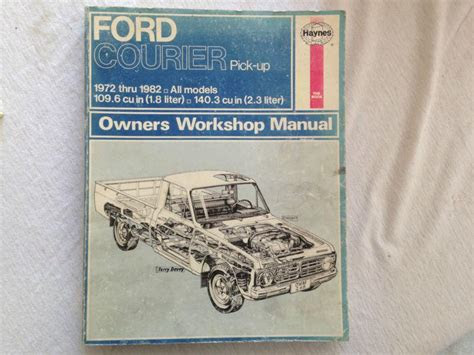 FORD
COURIER Pick-up
Haynes
1972 thru 1982 □ All models
109.6 cu in (1.8 liter) □ 140.3 cu in (2.3 liter)
Owners Workshop Manual
Terry Davey